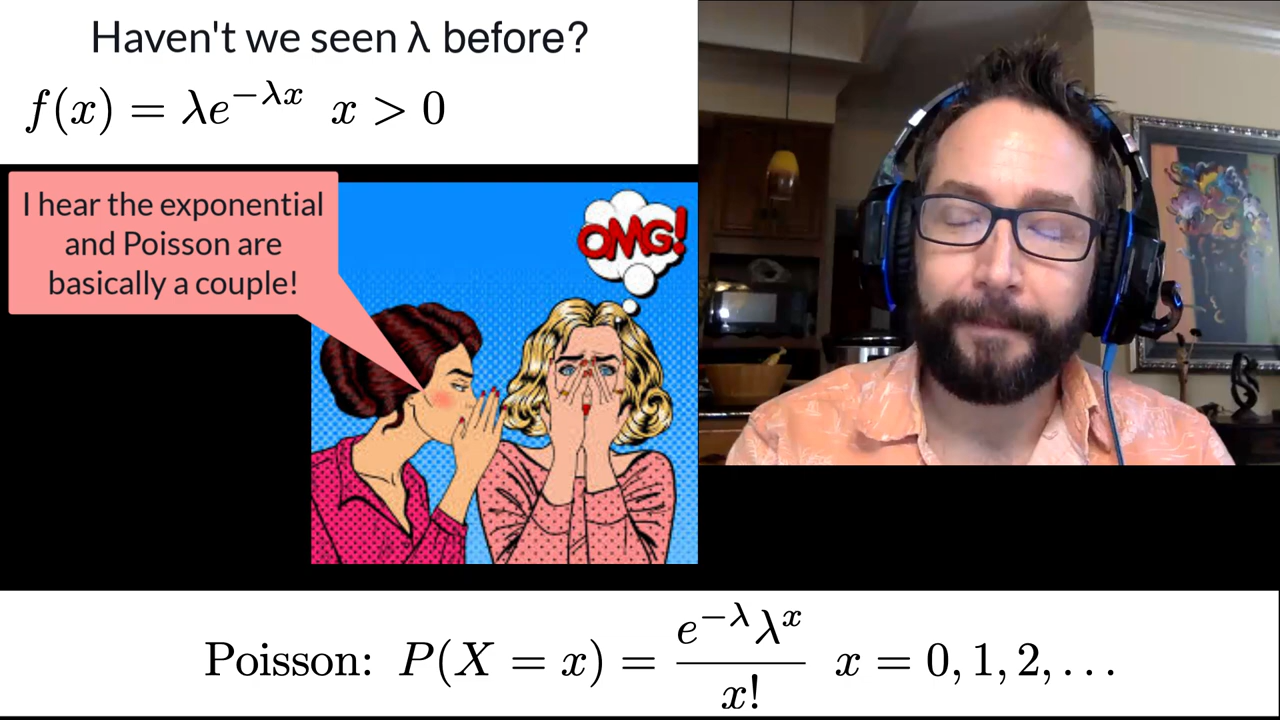 Haven't we seen λ before?
f(x) = λe^{−λx}  x > 0
I hear the exponential
and Poisson are
basically a couple!
OMG!
Poisson: P(X = x) = \frac{e^{−λ}λ^{x}}{x!}  x = 0, 1, 2, . . .